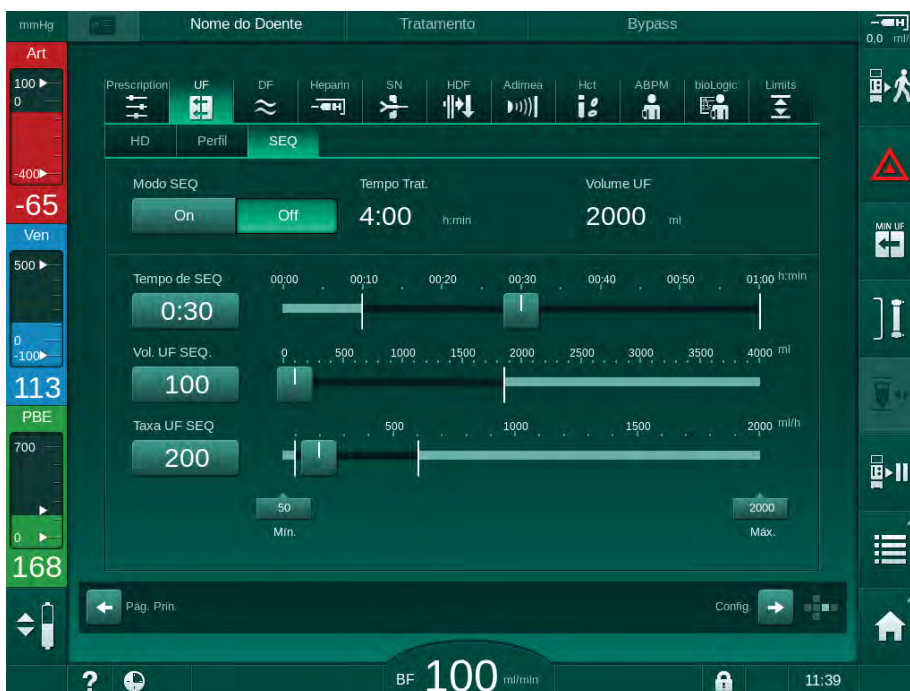 mmHg
Nome do Doente
Tratamento
Bypass
0,0 ml/
Art
100
0
-400
-65
Ven
500
0
-100
113
PBE
700
0
168
Prescription
UF
DF
Heparin
SN
HDF
Adimea
Hct
ABPM
bioLogic
Limits
HD
Perfil
SEQ
Modo SEQ
On
Off
Tempo Trat.
4:00 h:min
Volume UF
2000 ml
Tempo de SEQ
0:30
00:00 00:10 00:20 00:30 00:40 00:50 01:00 h:min
Vol. UF SEQ.
100
0 500 1000 1500 2000 2500 3000 3500 4000 ml
Taxa UF SEQ
200
500 1000 1500 2000 ml/h
50
Mín.
2000
Máx.
Pág. Prin.
Config.
MIN UF
?
BF 100 ml/min
11:39